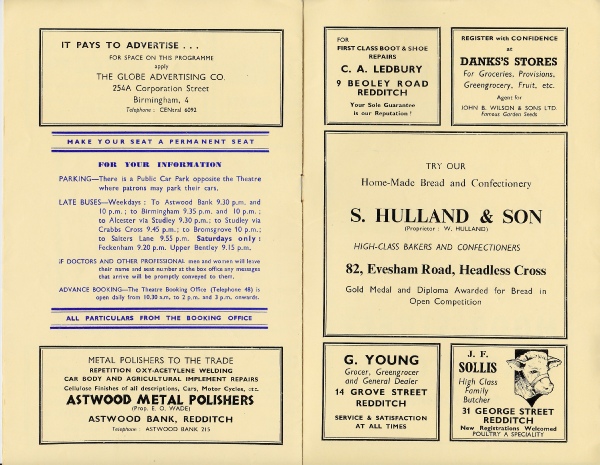 IT PAYS TO ADVERTISE . . .
FOR SPACE ON THIS PROGRAMME
apply
THE GLOBE ADVERTISING CO.
254A Corporation Street
Birmingham, 4
Telephone : CENtral 6092
MAKE YOUR SEAT A PERMANENT SEAT
FOR YOUR INFORMATION
PARKING—There is a Public Car Park opposite the Theatre
where patrons may park their cars.
LATE BUSES—Weekdays : To Astwood Bank 9.30 p.m. and
10 p.m. ; to Birmingham 9.35 p.m. and 10 p.m. ;
to Alcester via Studley 9.30 p.m. ; to Studley via
Crabbs Cross 9.45 p.m. ; to Bromsgrove 10 p.m. ;
to Salters Lane 9.55 p.m. Saturdays only :
Feckenham 9.20 p.m. Upper Bentley 9.15 p.m.
IF DOCTORS AND OTHER PROFESSIONAL men and women will leave
their name and seat number at the box office any messages
that arrive will be promptly conveyed to them.
ADVANCE BOOKING—The Theatre Booking Office (Telephone 48) is
open daily from 10.30 a.m. to 2 p.m. and 3 p.m. onwards.
ALL PARTICULARS FROM THE BOOKING OFFICE
METAL POLISHERS TO THE TRADE
REPETITION OXY-ACETYLENE WELDING
CAR BODY AND AGRICULTURAL IMPLEMENT REPAIRS
Cellulose Finishes of all descriptions, Cars, Motor Cycles, etc.
ASTWOOD METAL POLISHERS
(Prop. E. O. WADE)
ASTWOOD BANK, REDDITCH
Telephone : ASTWOOD BANK 215
FOR
FIRST CLASS BOOT & SHOE
REPAIRS
C. A. LEDBURY
9 BEOLEY ROAD
REDDITCH
Your Sole Guarantee
is our Reputation !
REGISTER with CONFIDENCE
at
DANKS'S STORES
For Groceries, Provisions,
Greengrocery, Fruit, etc.
Agent for
JOHN B. WILSON & SONS LTD.
Famous Garden Seeds
TRY OUR
Home-Made Bread and Confectionery
S. HULLAND & SON
(Proprietor : W. HULLAND)
HIGH-CLASS BAKERS AND CONFECTIONERS
82, Evesham Road, Headless Cross
Gold Medal and Diploma Awarded for Bread in
Open Competition
G. YOUNG
Grocer, Greengrocer
and General Dealer
14 GROVE STREET
REDDITCH
SERVICE & SATISFACTION
AT ALL TIMES
J. F.
SOLLIS
High Class
Family
Butcher
31 GEORGE STREET
REDDITCH
New Registrations Welcomed
POULTRY A SPECIALITY